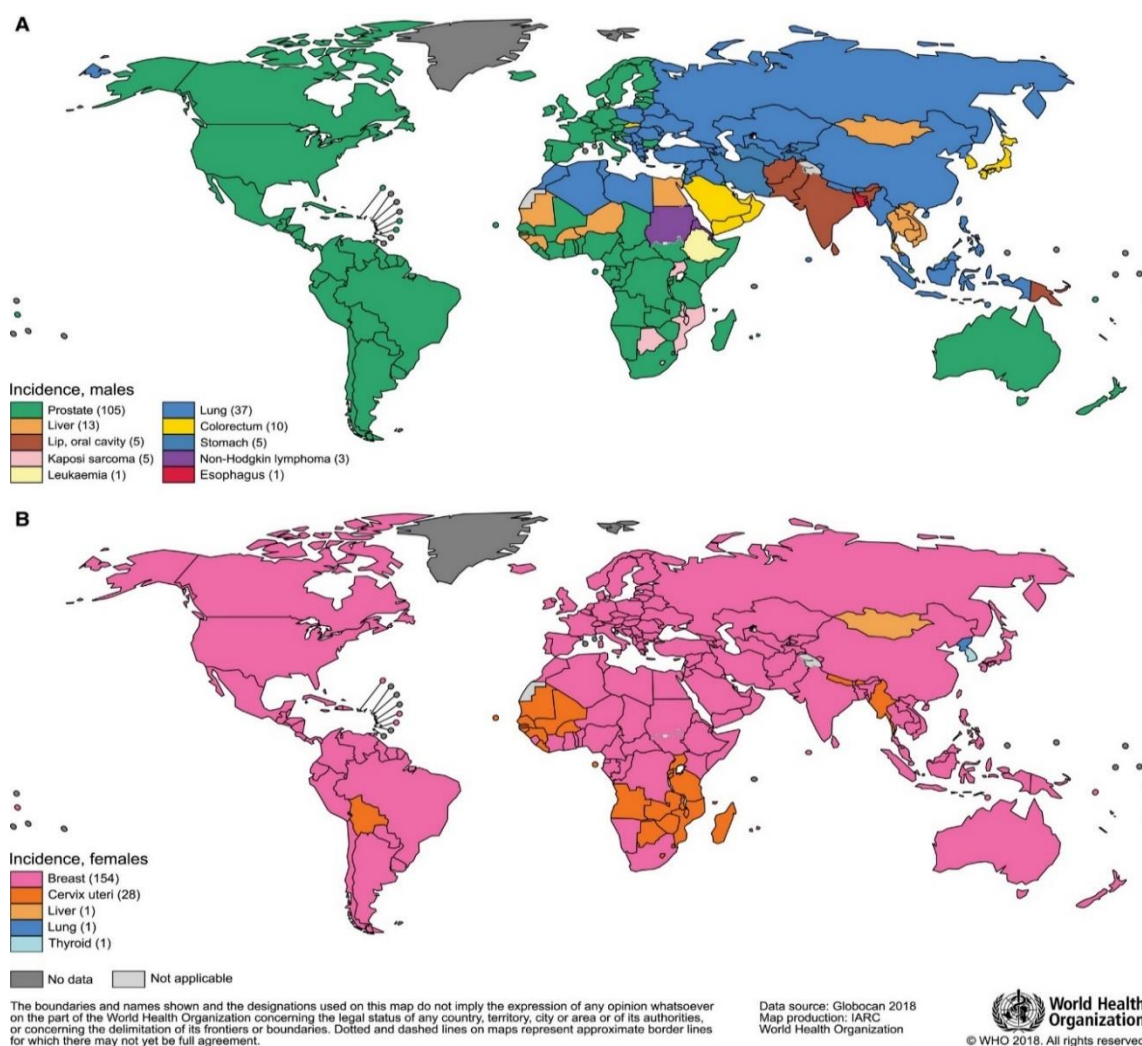 A
Incidence, males
Prostate (105)
Lung (37)
Liver (13)
Colorectum (10)
Lip, oral cavity (5)
Stomach (5)
Kaposi sarcoma (5)
Non-Hodgkin lymphoma (3)
Leukaemia (1)
Esophagus (1)
B
Incidence, females
Breast (154)
Cervix uteri (28)
Liver (1)
Lung (1)
Thyroid (1)
No data
Not applicable
The boundaries and names shown and the designations used on this map do not imply the expression of any opinion whatsoever
on the part of the World Health Organization concerning the legal status of any country, territory, city or area or of its authorities,
or concerning the delimitation of its frontiers or boundaries. Dotted and dashed lines on maps represent approximate border lines
for which there may not yet be full agreement.
Data source: Globocan 2018
Map production: IARC
World Health Organization
World Health
Organization
© WHO 2018. All rights reserved